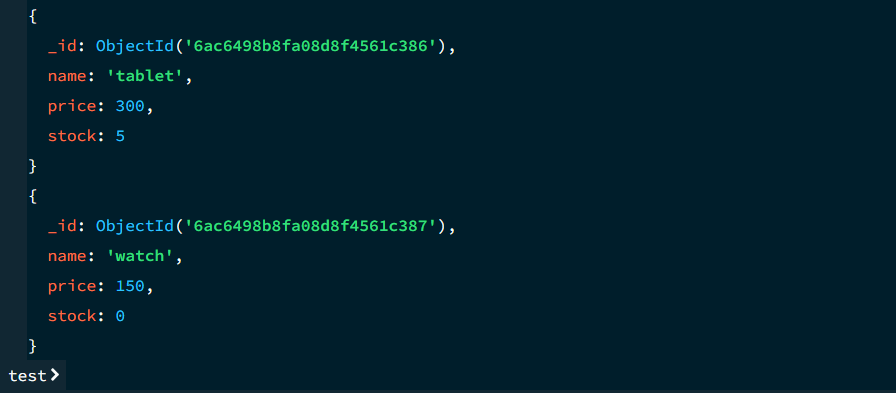 {
_id: ObjectId('6ac6498b8fa08d8f4561c386'),
name: 'tablet',
price: 300,
stock: 5
}
{
_id: ObjectId('6ac6498b8fa08d8f4561c387'),
name: 'watch',
price: 150,
stock: 0
}
test>